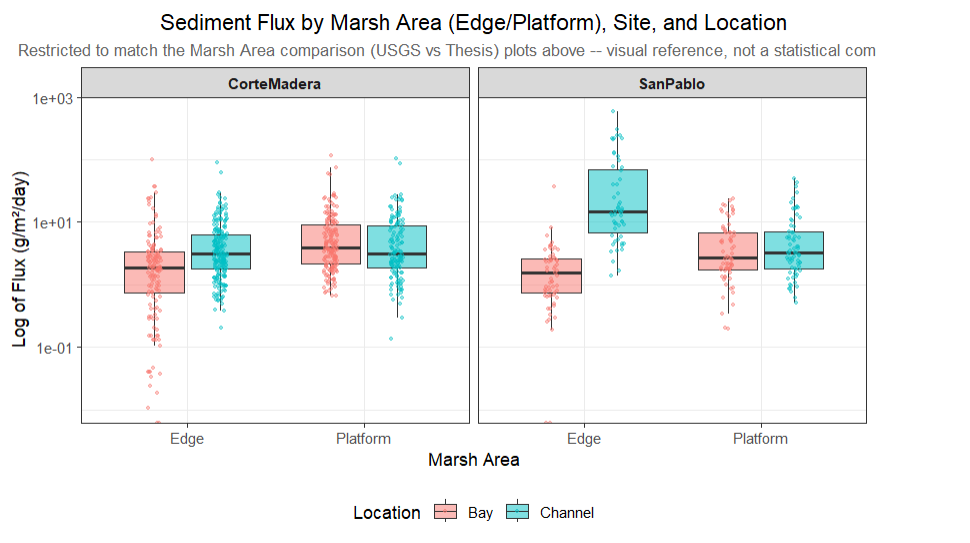 Sediment Flux by Marsh Area (Edge/Platform), Site, and Location
Restricted to match the Marsh Area comparison (USGS vs Thesis) plots above -- visual reference, not a statistical com
CorteMadera
SanPablo
Log of Flux (g/m²/day)
1e+03
1e+01
1e-01
Edge
Platform
Edge
Platform
Marsh Area
Location
Bay
Channel